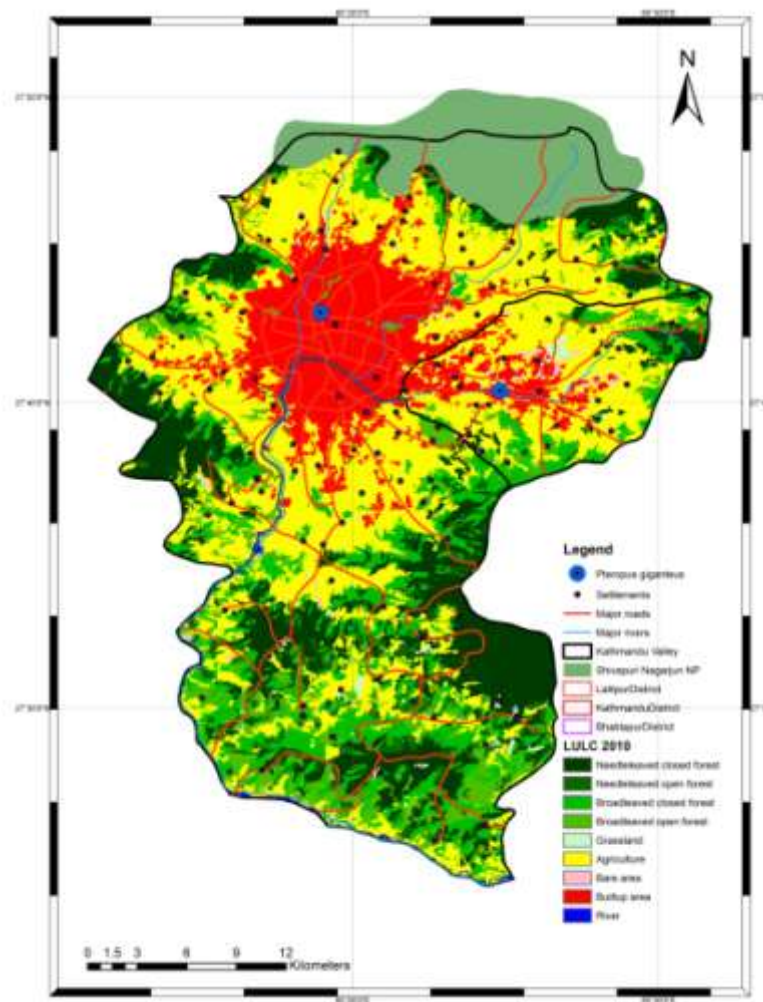 N
Legend
Pteropus giganteus
Settlements
Major roads
Major rivers
Kathmandu Valley
Shivapuri Nagarjun NP
LalitpurDistrict
KathmanduDistrict
BhaktapurDistrict
LULC 2010
Needleleaved closed forest
Needleleaved open forest
Broadleaved closed forest
Broadleaved open forest
Grassland
Agriculture
Bare area
Builtup area
River
0 1.5 3 6 9 12
Kilometers